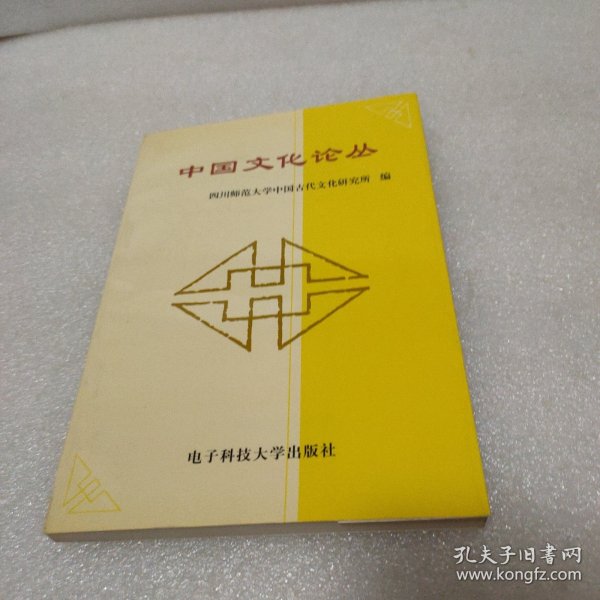 中国文化论丛
四川师范大学中国古代文化研究所 编
电子科技大学出版社
孔夫子旧书网
www.kongfz.com